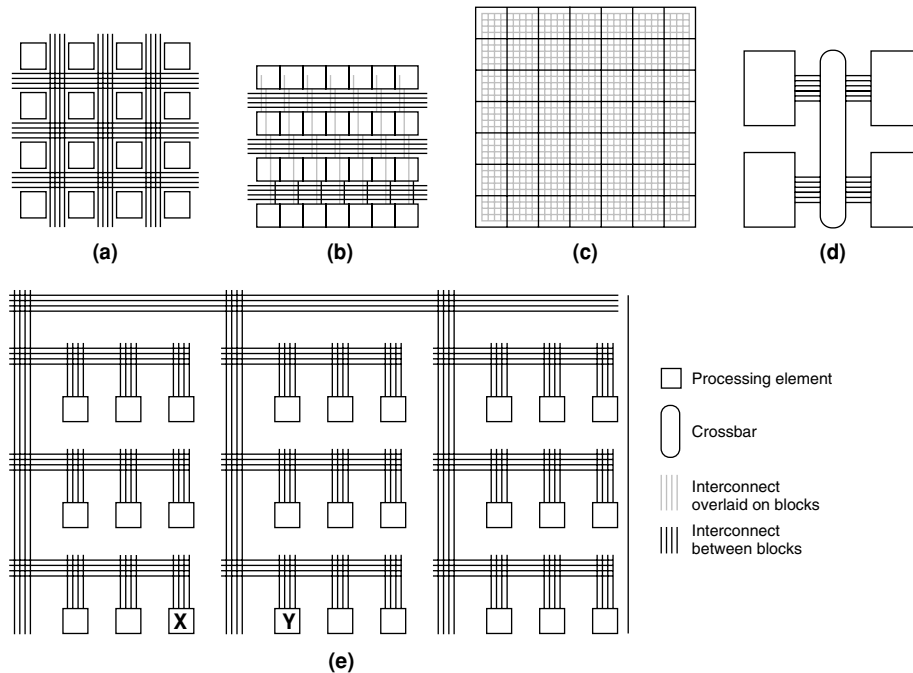 (a)
(b)
(c)
(d)
Processing element
Crossbar
Interconnect
overlaid on blocks
Interconnect
between blocks
X
Y
(e)